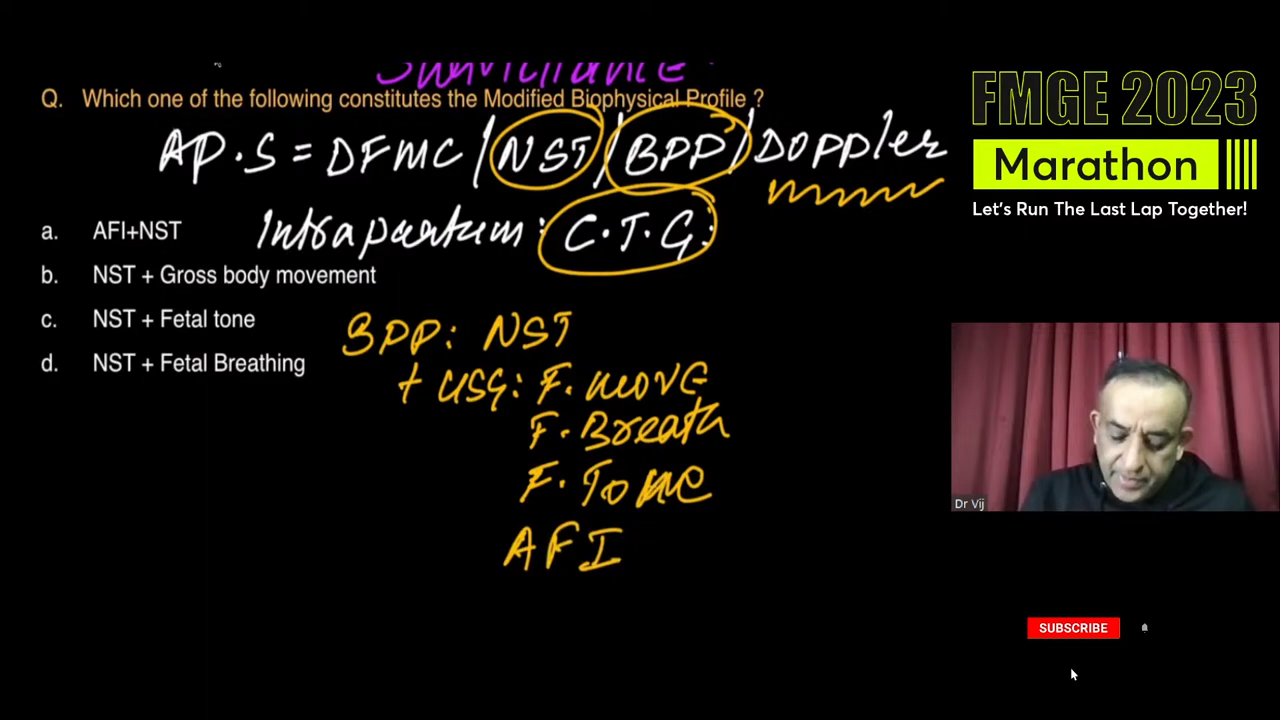 Surveillance
Q. Which one of the following constitutes the Modified Biophysical Profile ?
AP.S = DFMC / NST / BPP / Doppler
a. AFI+NST
Intrapartum: C.T.G.
b. NST + Gross body movement
c. NST + Fetal tone
d. NST + Fetal Breathing
BPP: NST
+ USG: F. move
F. Breath
F. Tone
AFI
FMGE 2023
Marathon
Let's Run The Last Lap Together!
Dr Vij
SUBSCRIBE